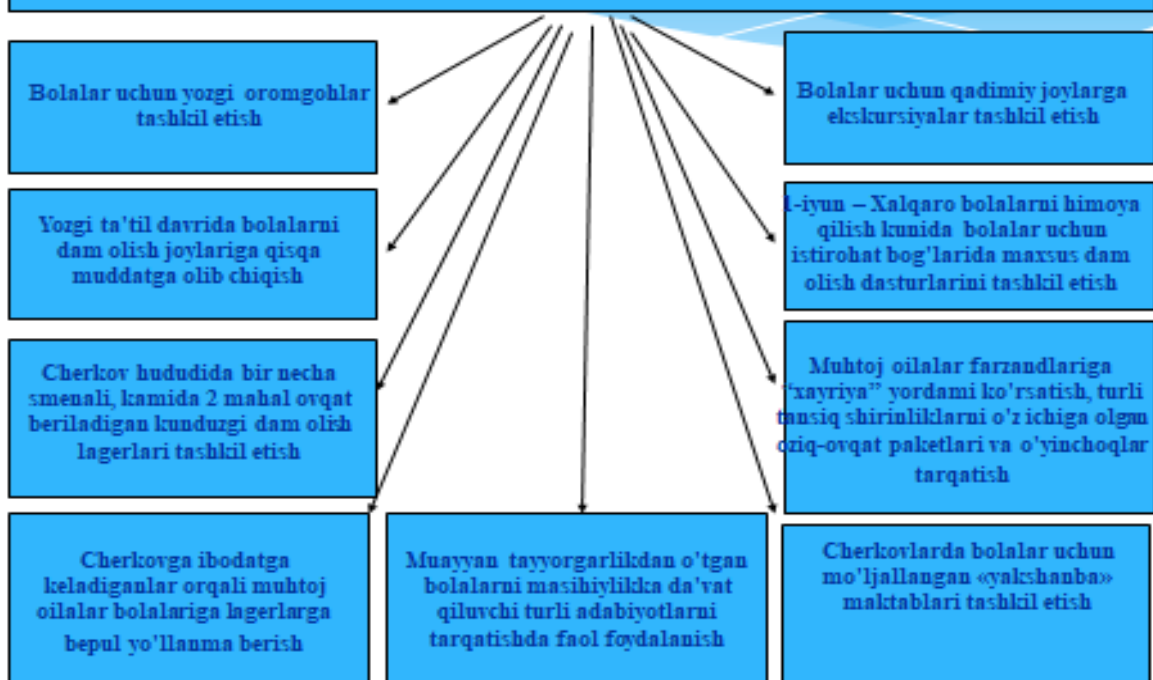 Bolalar uchun yozgi oromgohlar
tashkil etish
Bolalar uchun qadimiy joylarga
ekskursiyalar tashkil etish
Yozgi ta'til davrida bolalarni
dam olish joylariga qisqa
muddatga olib chiqish
1-iyun – Xalqaro bolalarni himoya
qilish kunida bolalar uchun
istirohat bog'larida maxsus dam
olish dasturlarini tashkil etish
Cherkov hududida bir necha
smenali, kamida 2 mahal ovqat
beriladigan kunduzgi dam olish
lagerlari tashkil etish
Muhtoj oilalar farzandlariga
“xayriya” yordami ko'rsatish, turli
tansiq shirinliklarni o'z ichiga olgan
oziq-ovqat paketlari va o'yinchoqlar
tarqatish
Cherkovga ibodatga
keladiganlar orqali muhtoj
oilalar bolalariga lagerlarga
bepul yo'llanma berish
Muayyan tayyorgarlikdan o'tgan
bolalarni masihiylikka da'vat
qiluvchi turli adabiyotlarni
tarqatishda faol foydalanish
Cherkovlarda bolalar uchun
mo'ljallangan «yakshanba»
maktablari tashkil etish